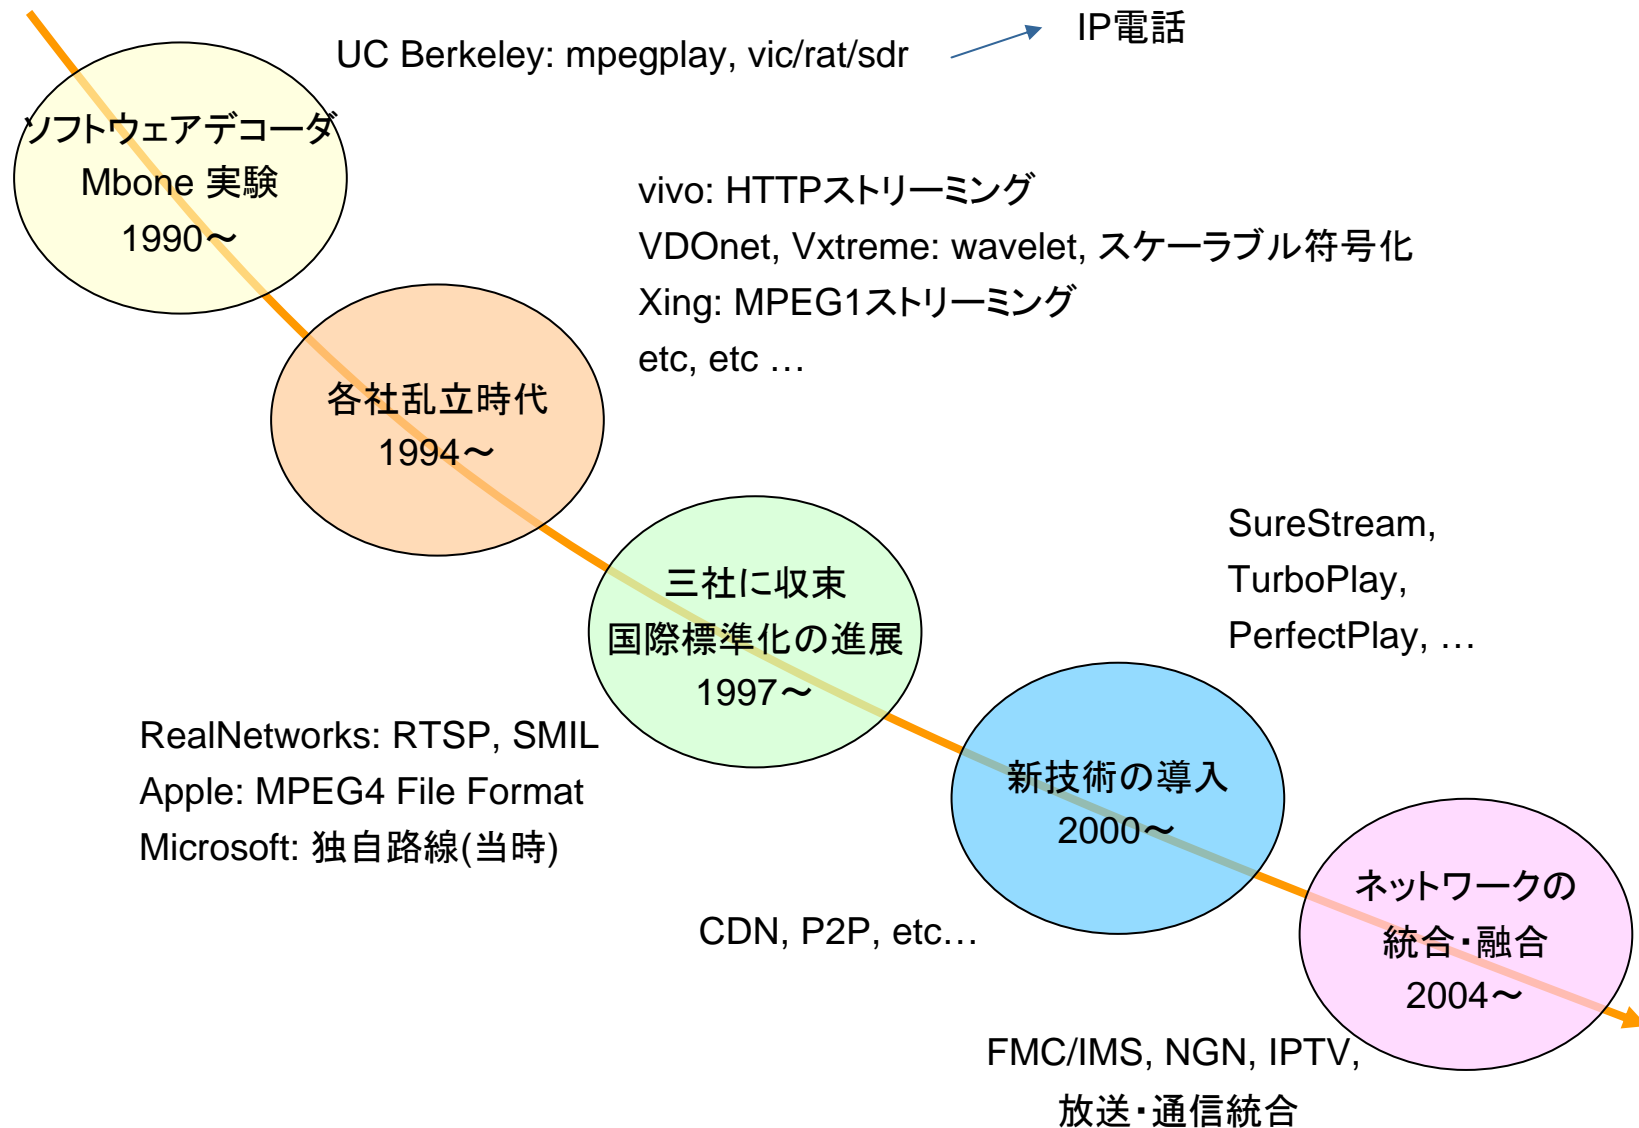 UC Berkeley: mpegplay, vic/rat/sdr
IP電話
ソフトウェアデコーダ
Mbone 実験
1990～
vivo: HTTPストリーミング
VDOnet, Vxtreme: wavelet, スケーラブル符号化
Xing: MPEG1ストリーミング
etc, etc …
各社乱立時代
1994～
三社に収束
国際標準化の進展
1997～
RealNetworks: RTSP, SMIL
Apple: MPEG4 File Format
Microsoft: 独自路線(当時)
SureStream,
TurboPlay,
PerfectPlay, …
新技術の導入
2000～
CDN, P2P, etc…
ネットワークの
統合・融合
2004～
FMC/IMS, NGN, IPTV,
放送・通信統合